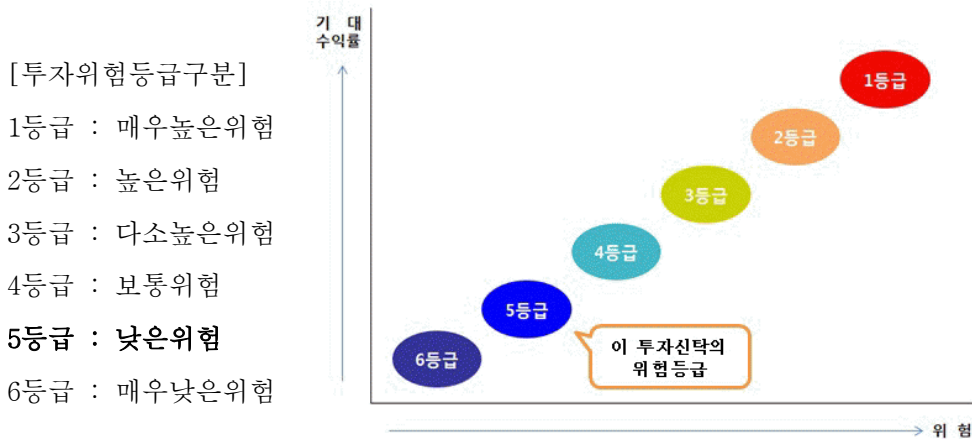 [투자위험등급구분]
1등급 : 매우높은위험
2등급 : 높은위험
3등급 : 다소높은위험
4등급 : 보통위험
5등급 : 낮은위험
6등급 : 매우낮은위험
기 대
수익률
1등급
2등급
3등급
4등급
5등급
6등급
이 투자신탁의
위험등급
위 험